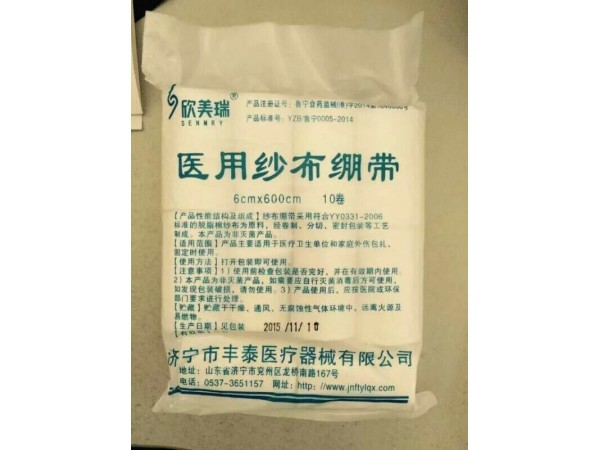 欣美瑞®
SENMRY
产品注册证号：鲁宁食药监械(准)字2014第
产品标准号：YZB/鲁宁0005-2014
医用纱布绷带
6cmx600cm 10卷
【产品性能结构及组成】纱布绷带采用符合YY0331-2006
标准的脱脂棉纱布为原料，经卷制、分切、密封包装等工艺
制成。本产品为非灭菌产品。
【适用范围】产品主要适用于医疗卫生单位和家庭外伤包扎、
固定时使用。
【使用方法】打开包装即可使用。
【注意事项】1）使用前检查包装是否完好，并在有效期内使用。
2）本产品为非灭菌产品，如需要应自行灭菌消毒后方可使用，
如发现包装破损，请勿使用。3）产品使用后，应按医院或环保
部门要求进行处理。
【贮藏】贮藏于干燥、通风、无腐蚀性气体环境中，远离火源及
易燃物。
【生产日期】见包装 2015/11/10
济宁市丰泰医疗器械有限公司
地址：山东省济宁市兖州区龙桥南路167号
电话：0537-3651157 网址：http://www.jnftylqx.com